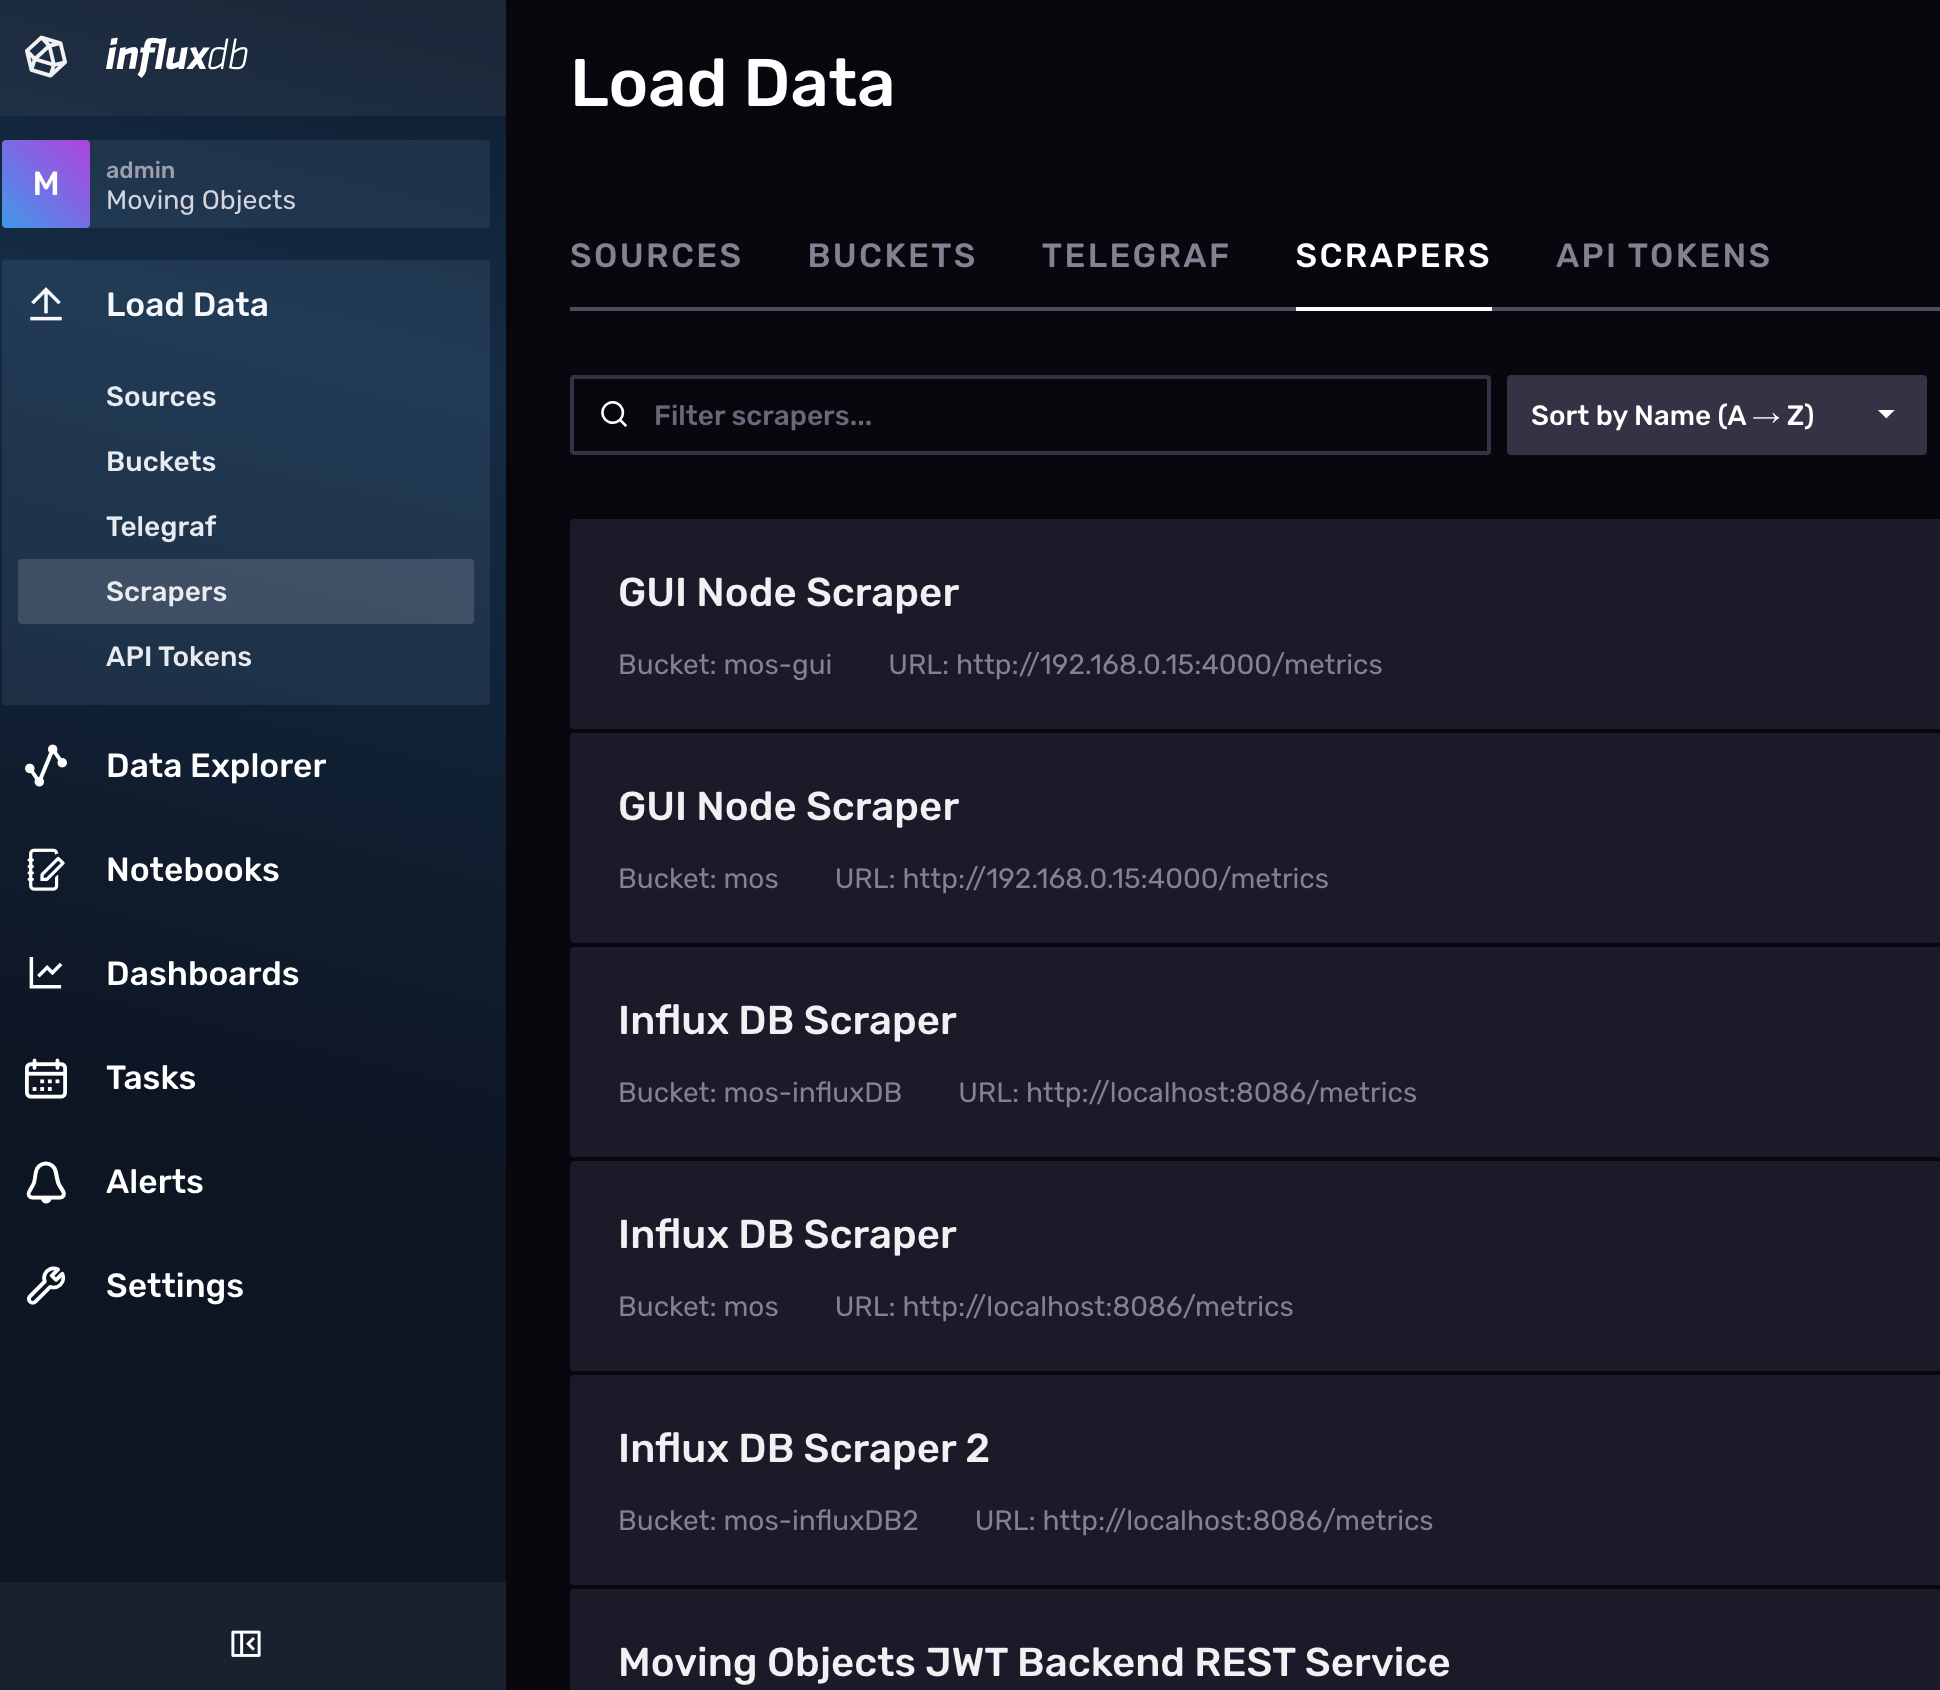 influxdb
M
admin
Moving Objects
Load Data
Sources
Buckets
Telegraf
Scrapers
API Tokens
Data Explorer
Notebooks
Dashboards
Tasks
Alerts
Settings
Load Data
SOURCES BUCKETS TELEGRAF SCRAPERS API TOKENS
Filter scrapers...
Sort by Name (A → Z)
GUI Node Scraper
Bucket: mos-gui URL: http://192.168.0.15:4000/metrics
GUI Node Scraper
Bucket: mos URL: http://192.168.0.15:4000/metrics
Influx DB Scraper
Bucket: mos-influxDB URL: http://localhost:8086/metrics
Influx DB Scraper
Bucket: mos URL: http://localhost:8086/metrics
Influx DB Scraper 2
Bucket: mos-influxDB2 URL: http://localhost:8086/metrics
Moving Objects JWT Backend REST Service